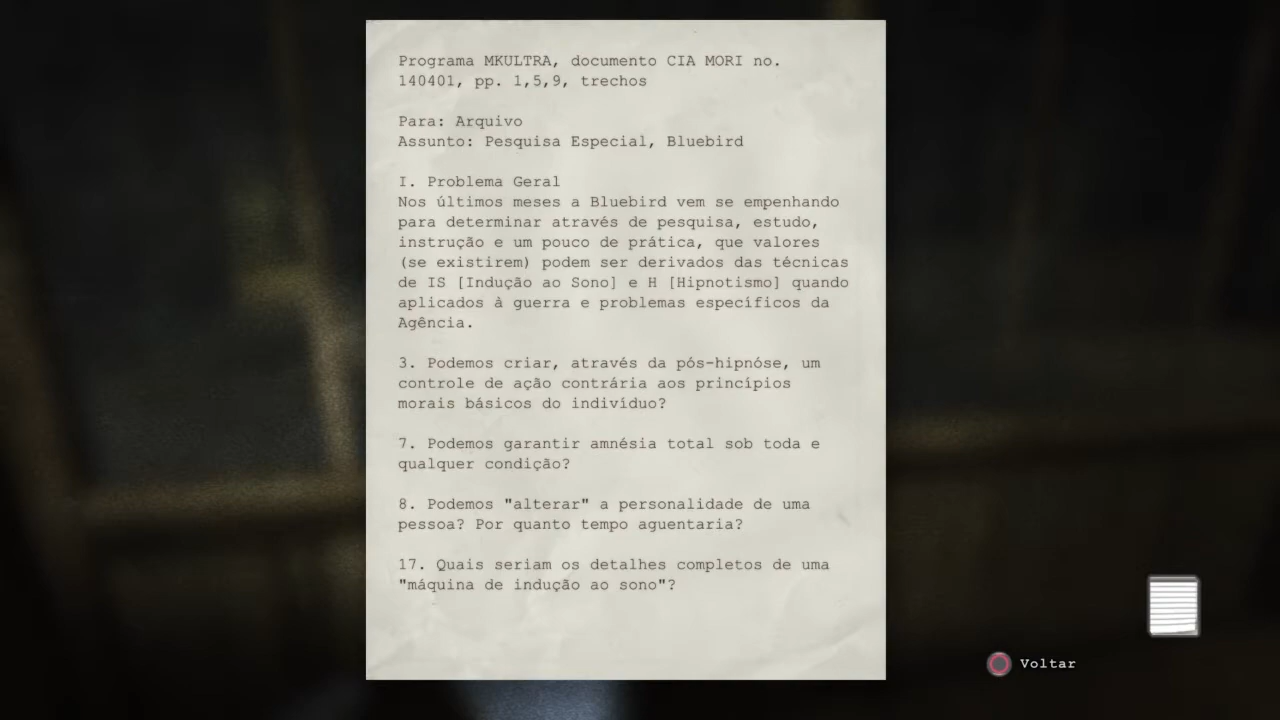 Programa MKULTRA, documento CIA MORI no.
140401, pp. 1,5,9, trechos
Para: Arquivo
Assunto: Pesquisa Especial, Bluebird
I. Problema Geral
Nos últimos meses a Bluebird vem se empenhando
para determinar através de pesquisa, estudo,
instrução e um pouco de prática, que valores
(se existirem) podem ser derivados das técnicas
de IS [Indução ao Sono] e H [Hipnotismo] quando
aplicados à guerra e problemas específicos da
Agência.
3. Podemos criar, através da pós-hipnóse, um
controle de ação contrária aos princípios
morais básicos do indivíduo?
7. Podemos garantir amnésia total sob toda e
qualquer condição?
8. Podemos "alterar" a personalidade de uma
pessoa? Por quanto tempo aguentaria?
17. Quais seriam os detalhes completos de uma
"máquina de indução ao sono"?
Voltar